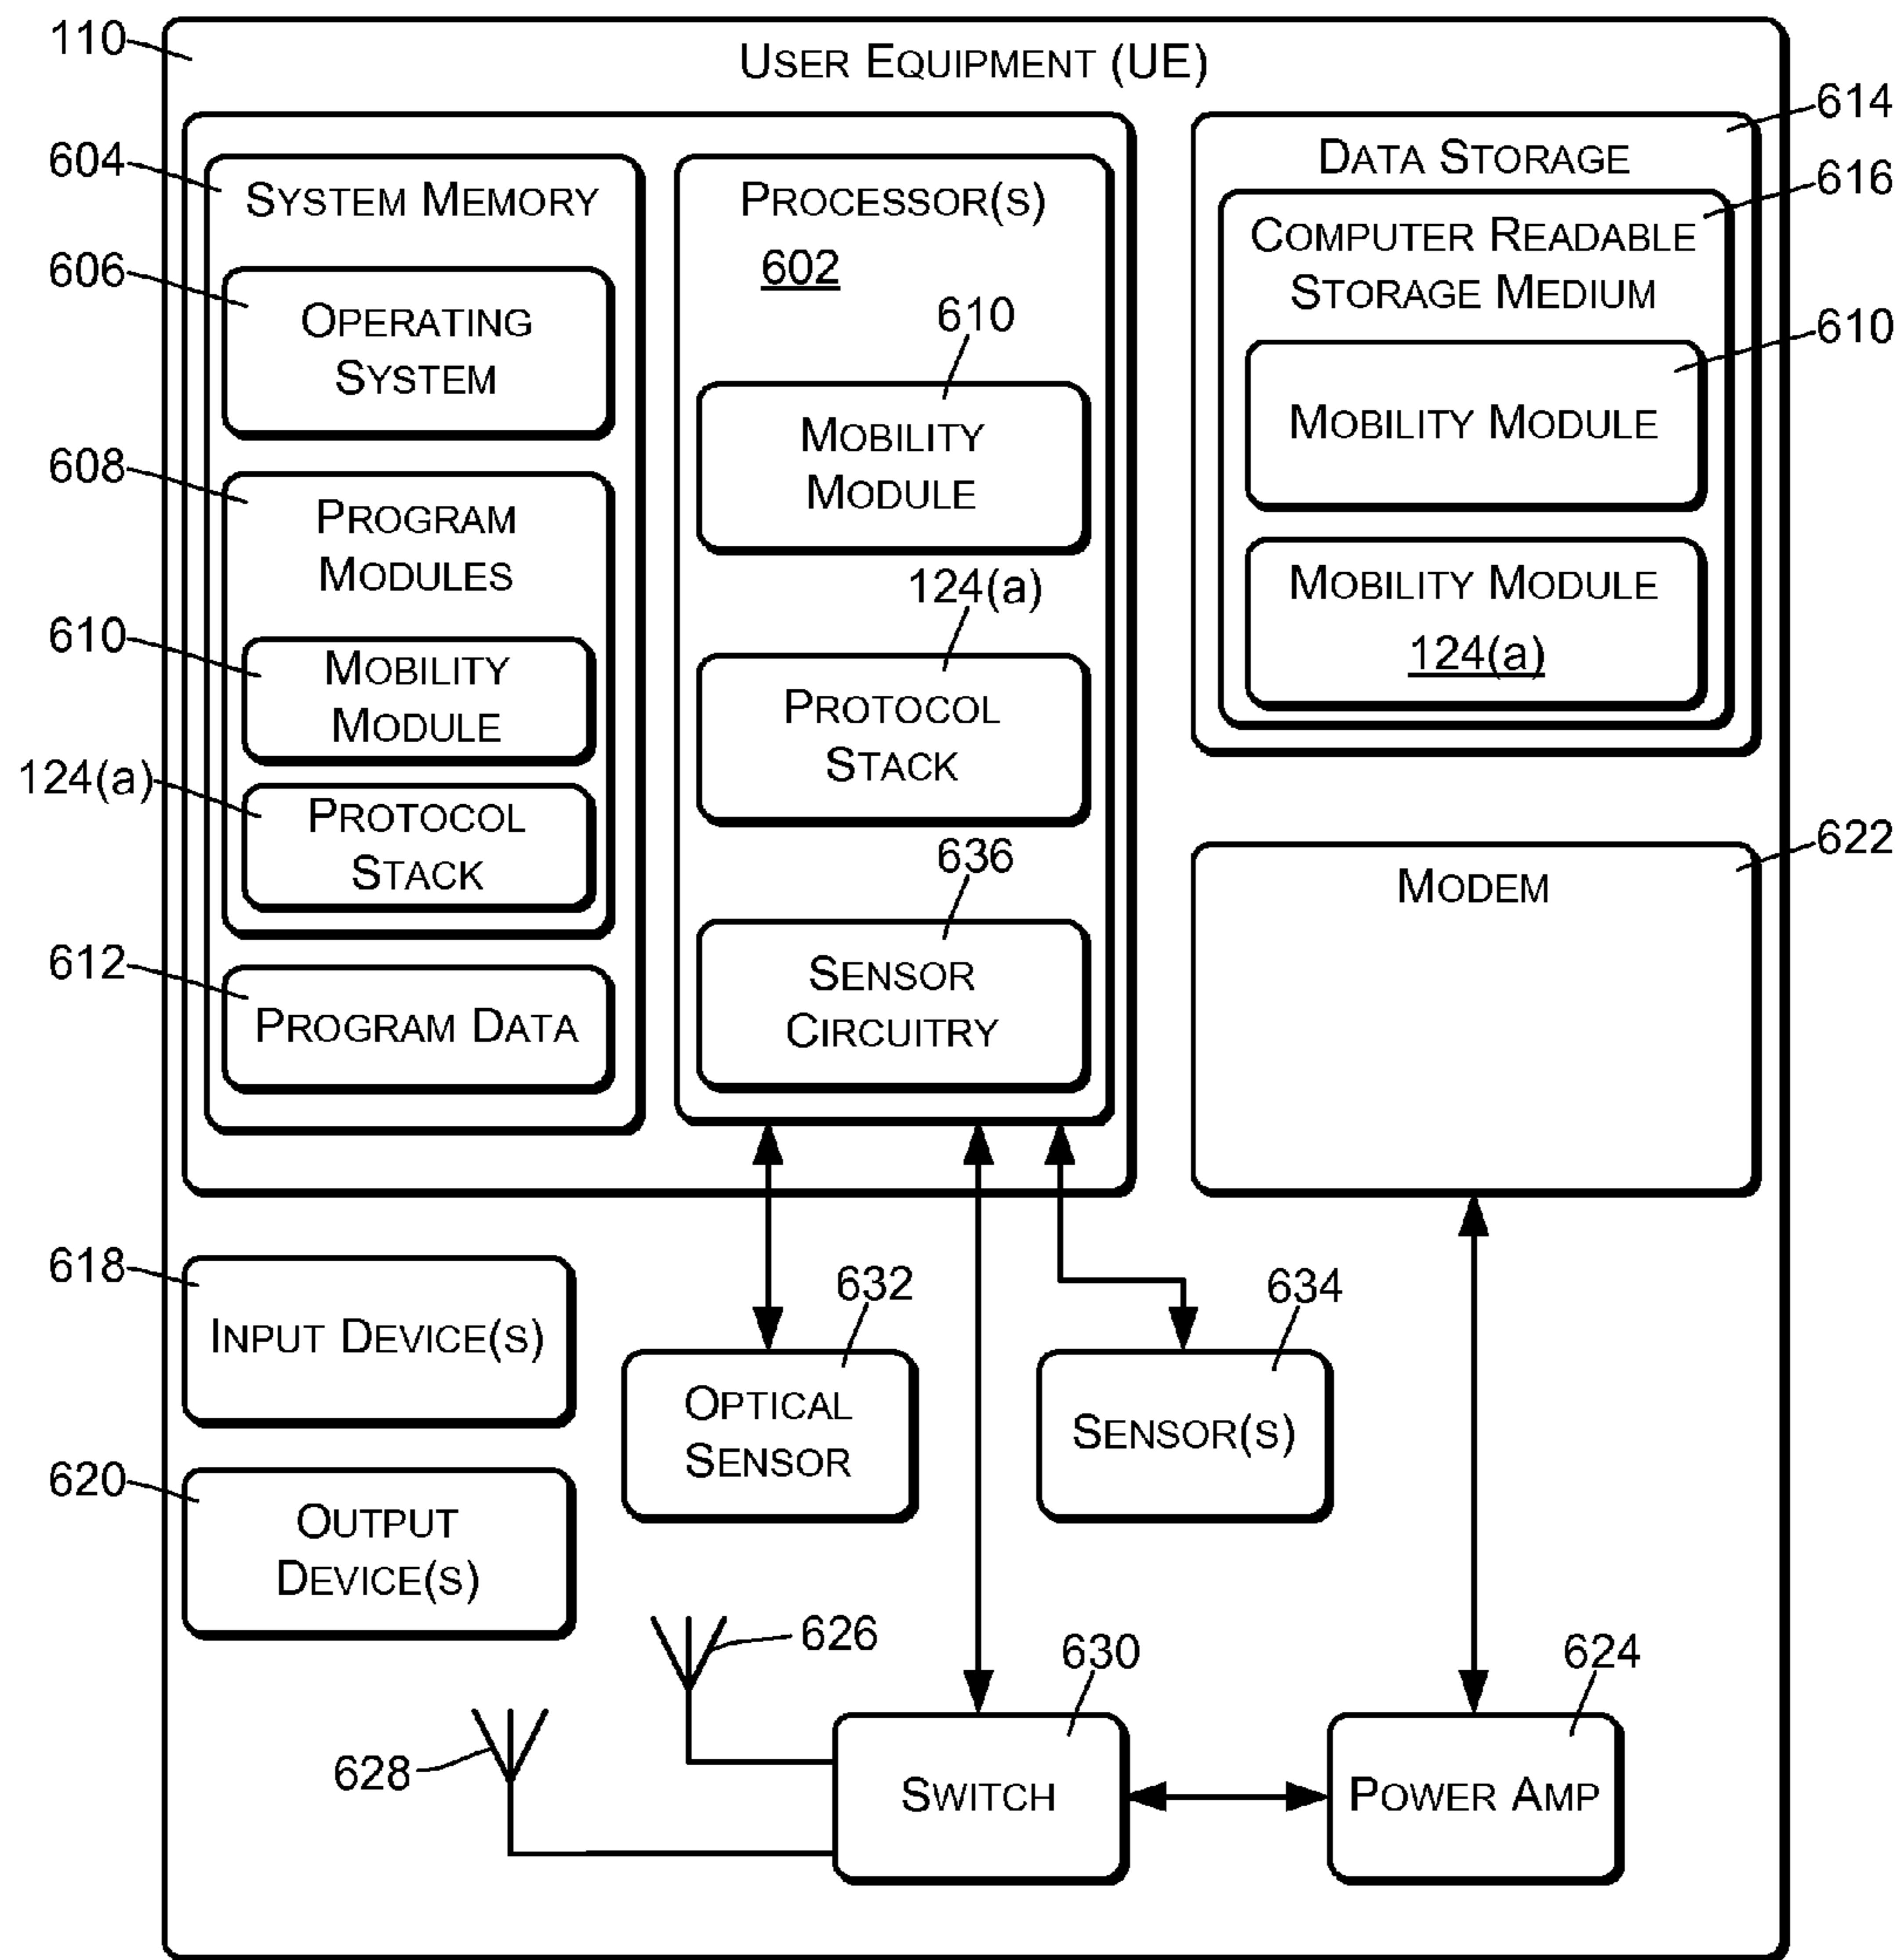 110
USER EQUIPMENT (UE)
604
SYSTEM MEMORY
606
OPERATING
SYSTEM
608
PROGRAM
MODULES
610
MOBILITY
MODULE
124(a)
PROTOCOL
STACK
612
PROGRAM DATA
PROCESSOR(S)
602
610
MOBILITY
MODULE
124(a)
PROTOCOL
STACK
636
SENSOR
CIRCUITRY
614
DATA STORAGE
616
COMPUTER READABLE
STORAGE MEDIUM
610
MOBILITY MODULE
MOBILITY MODULE
124(a)
622
MODEM
618
INPUT DEVICE(S)
620
OUTPUT
DEVICE(S)
632
OPTICAL
SENSOR
634
SENSOR(S)
626
628
630
SWITCH
624
POWER AMP